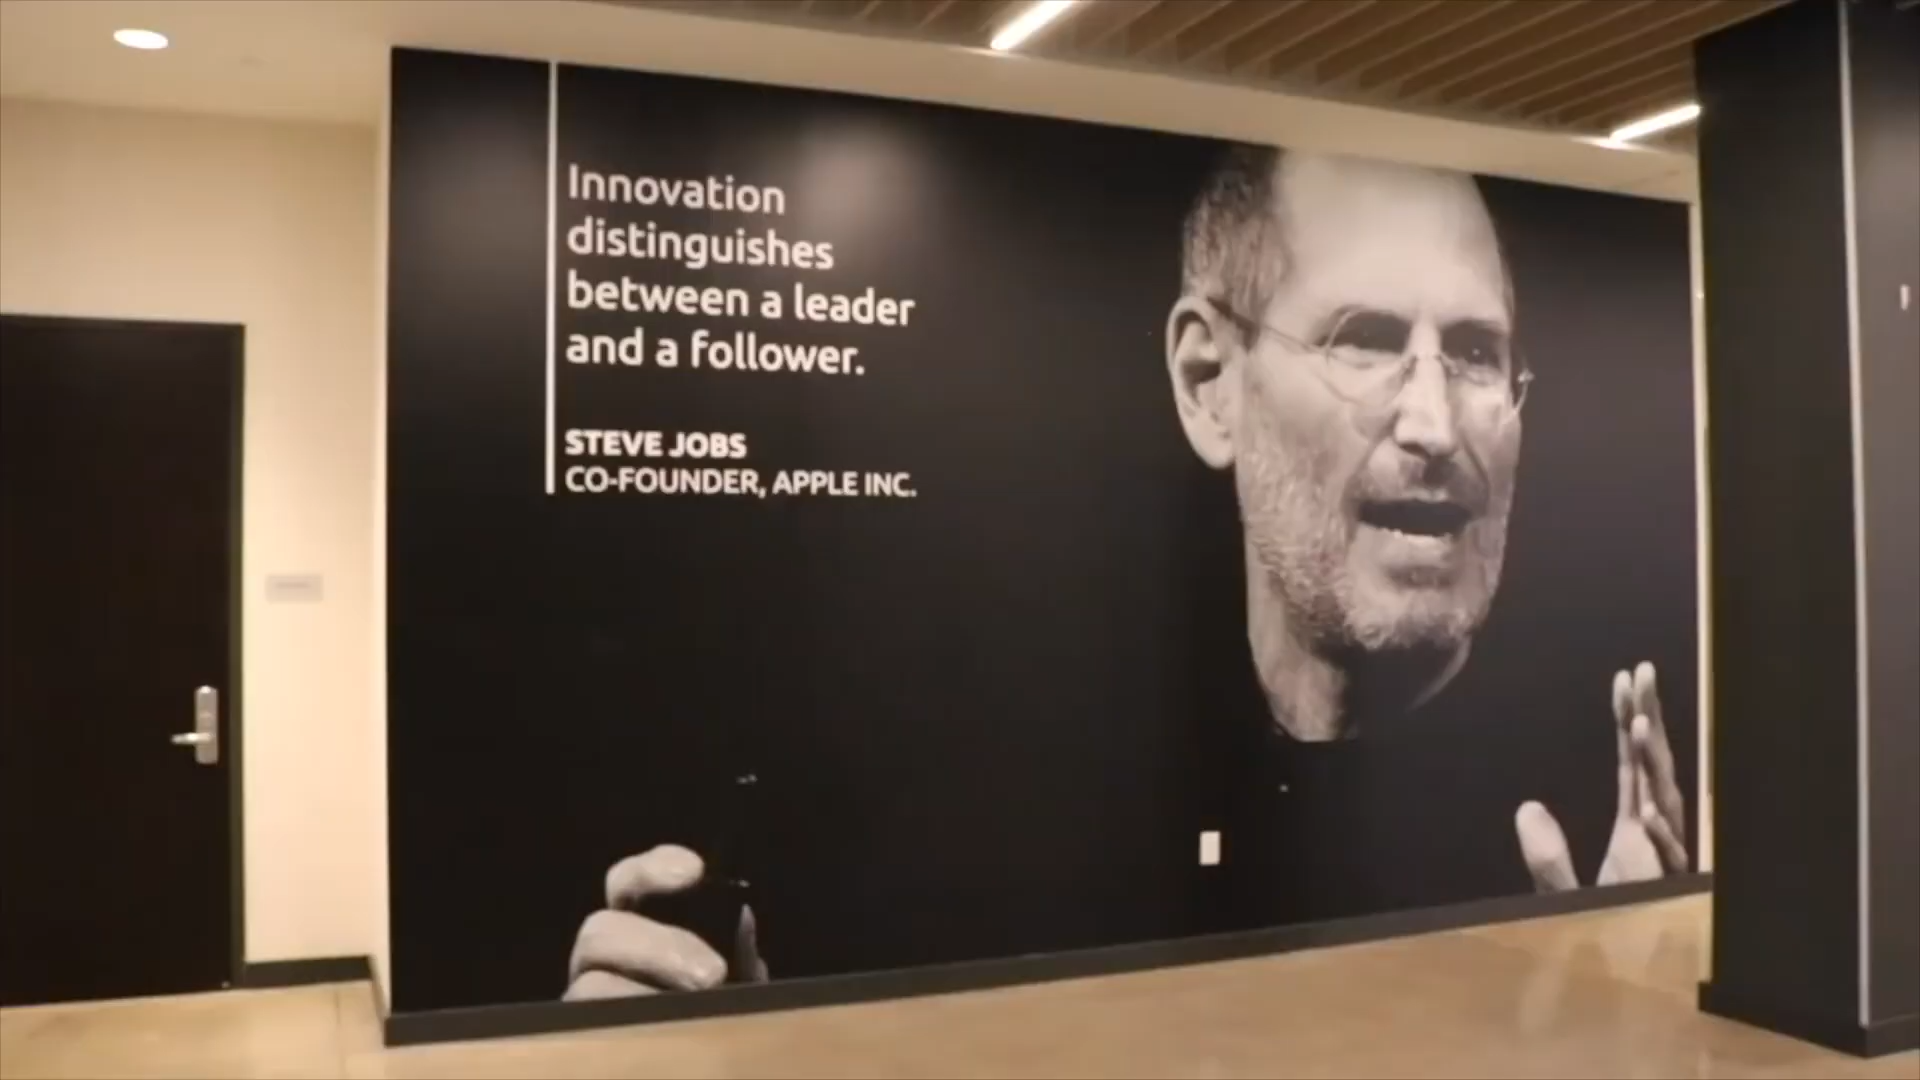 Innovation
distinguishes
between a leader
and a follower.
STEVE JOBS
CO-FOUNDER, APPLE INC.